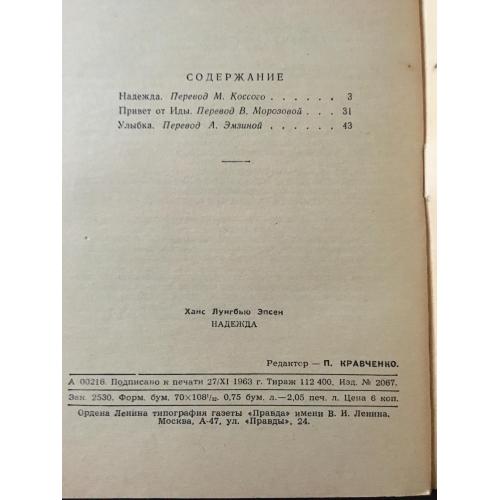 СОДЕРЖАНИЕ
Надежда. Перевод М. Коссого . . . . . . 3
Привет от Иды. Перевод В. Морозовой . . . 31
Улыбка. Перевод А. Эмзиной . . . . . . 43
Ханс Лунгбью Эпсен
НАДЕЖДА
Редактор — П. КРАВЧЕНКО.
А 00218. Подписано к печати 27/XI 1963 г. Тираж 112 400. Изд. № 2067.
Зак. 2530. Форм. бум. 70×108¹/₃₂. 0,75 бум. л.—2,05 печ. л. Цена 6 коп.
Ордена Ленина типография газеты «Правда» имени В. И. Ленина.
Москва, А-47, ул. «Правды», 24.